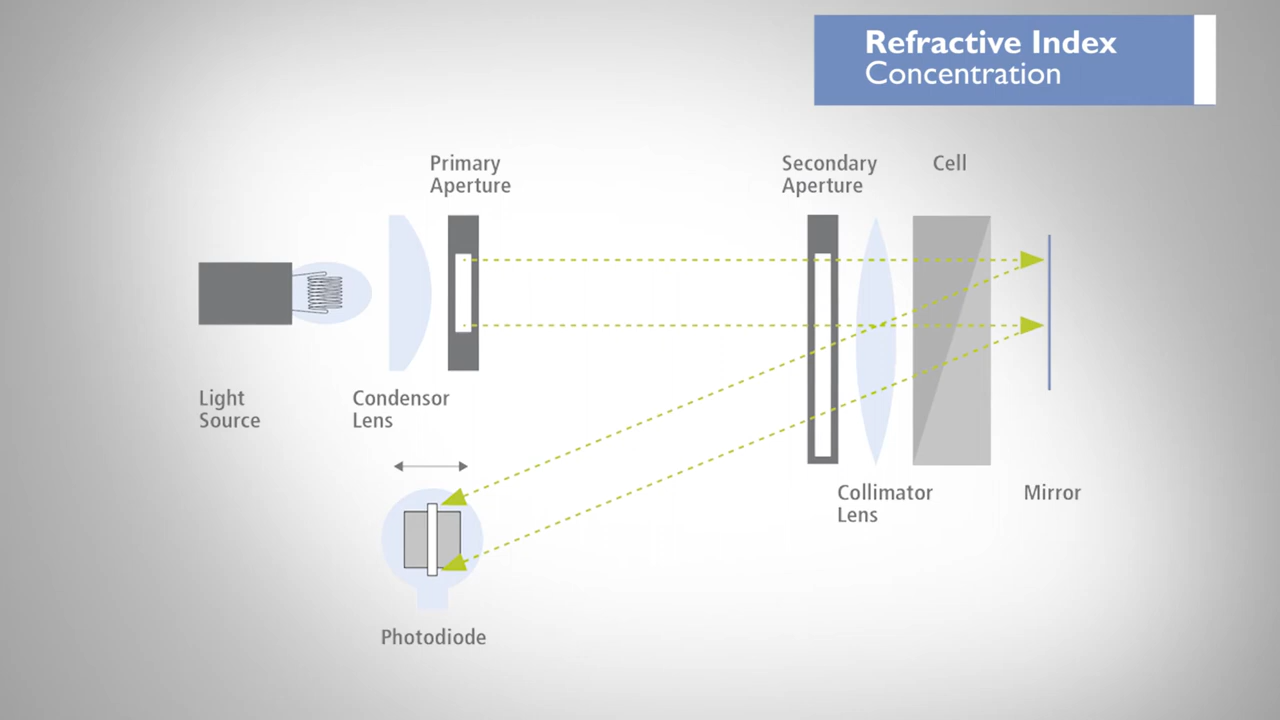 Refractive Index
Concentration
Primary
Aperture
Secondary
Aperture
Cell
Light
Source
Condensor
Lens
Collimator
Lens
Mirror
Photodiode